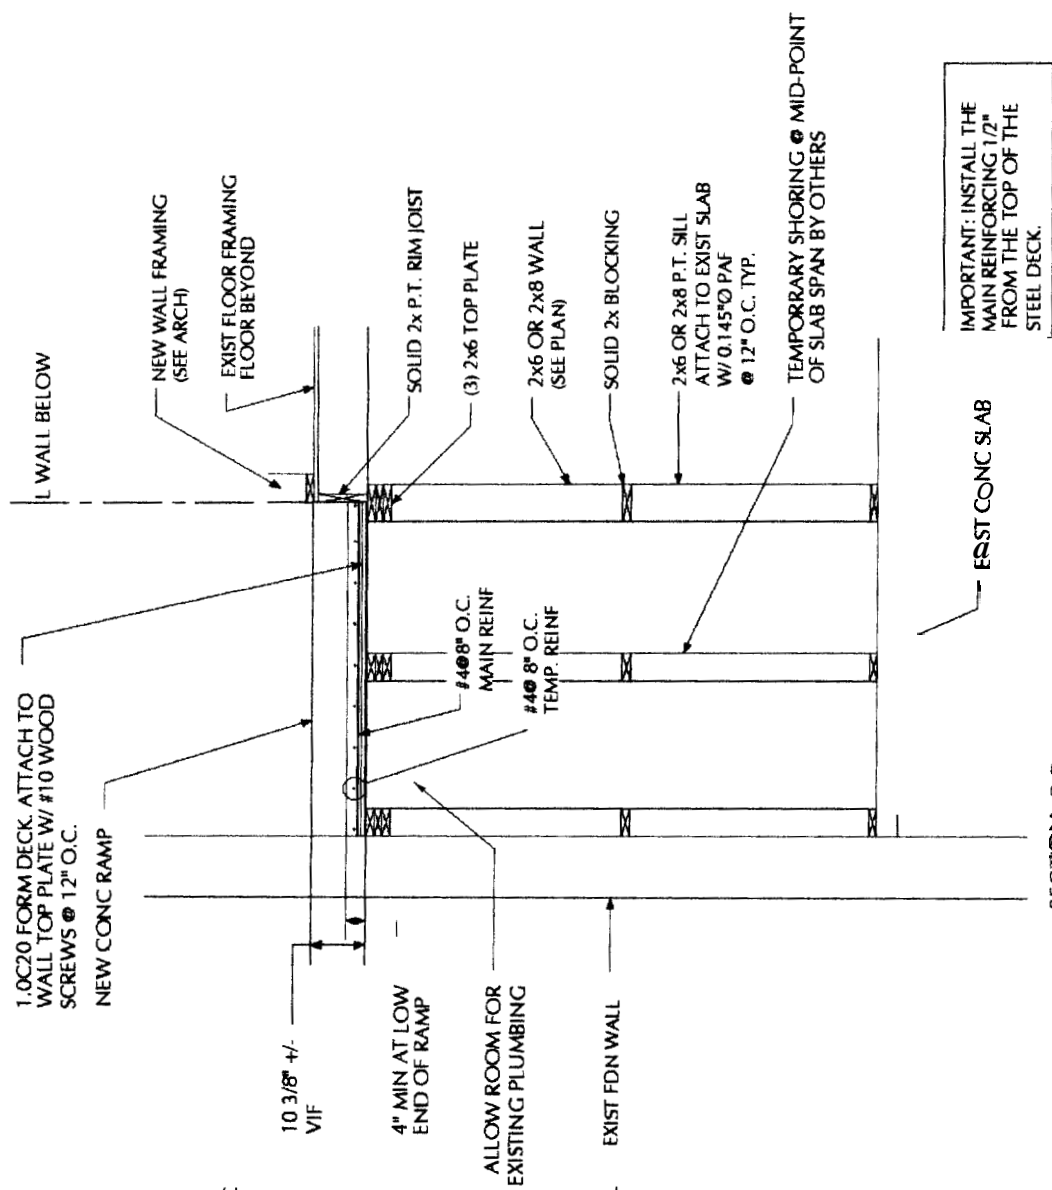 1.0C20 FORM DECK. ATTACH TO
WALL TOP PLATE W/ #10 WOOD
SCREWS @ 12" O.C.
NEW CONC RAMP
L WALL BELOW
NEW WALL FRAMING
(SEE ARCH)
EXIST FLOOR FRAMING
FLOOR BEYOND
SOLID 2x P.T. RIM JOIST
(3) 2x6 TOP PLATE
2x6 OR 2x8 WALL
(SEE PLAN)
SOLID 2x BLOCKING
2x6 OR 2x8 P.T. SILL
ATTACH TO EXIST SLAB
W/ 0.145"Ø PAF
@ 12" O.C. TYP.
TEMPORRARY SHORING @ MID-POINT
OF SLAB SPAN BY OTHERS
#4@8" O.C.
MAIN REINF
#4@ 8" O.C.
TEMP. REINF
10 3/8" +/-
VIF
4" MIN AT LOW
END OF RAMP
ALLOW ROOM FOR
EXISTING PLUMBING
EXIST FDN WALL
CONC SLAB
IMPORTANT: INSTALL THE
MAIN REINFORCING 1/2"
FROM THE TOP OF THE
STEEL DECK.